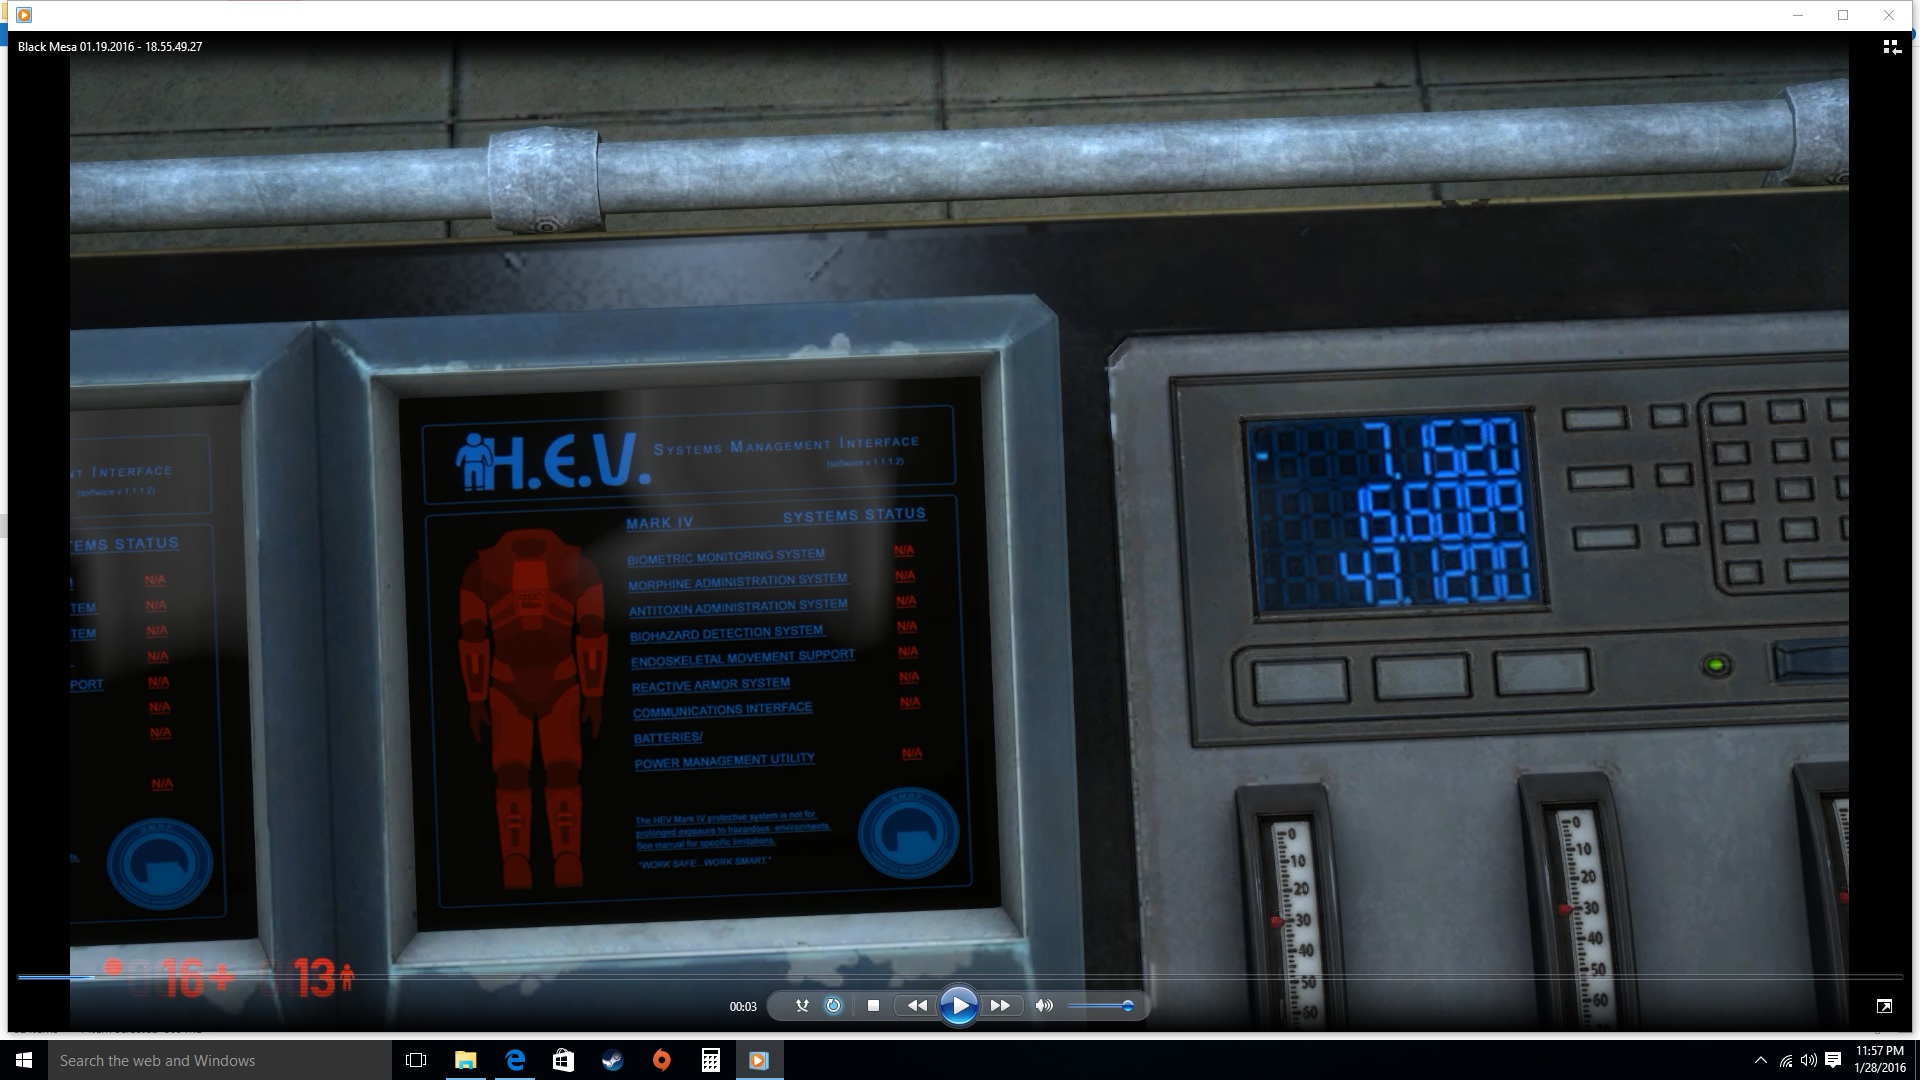 Black Mesa 01.19.2016 - 18.55.49.27
NT INTERFACE
(software v 1.1.1.2)
EMS STATUS
N/A
TEM N/A
TEM N/A
N/A
PORT N/A
N/A
N/A
N/A
H.E.V. SYSTEMS MANAGEMENT INTERFACE
(software v 1.1.1.2)
MARK IV SYSTEMS STATUS
BIOMETRIC MONITORING SYSTEM N/A
MORPHINE ADMINISTRATION SYSTEM N/A
ANTITOXIN ADMINISTRATION SYSTEM N/A
BIOHAZARD DETECTION SYSTEM N/A
ENDOSKELETAL MOVEMENT SUPPORT N/A
REACTIVE ARMOR SYSTEM N/A
COMMUNICATIONS INTERFACE N/A
BATTERIES/
POWER MANAGEMENT UTILITY N/A
The HEV Mark IV protective system is not for
prolonged exposure to hazardous environments.
See manual for specific limitations.
"WORK SAFE...WORK SMART."
7.1520
15.6089
43.1200
0
10
20
30
40
50
60
0
10
20
30
40
50
60
16+ 13
00:03
Search the web and Windows
11:57 PM
1/28/2016